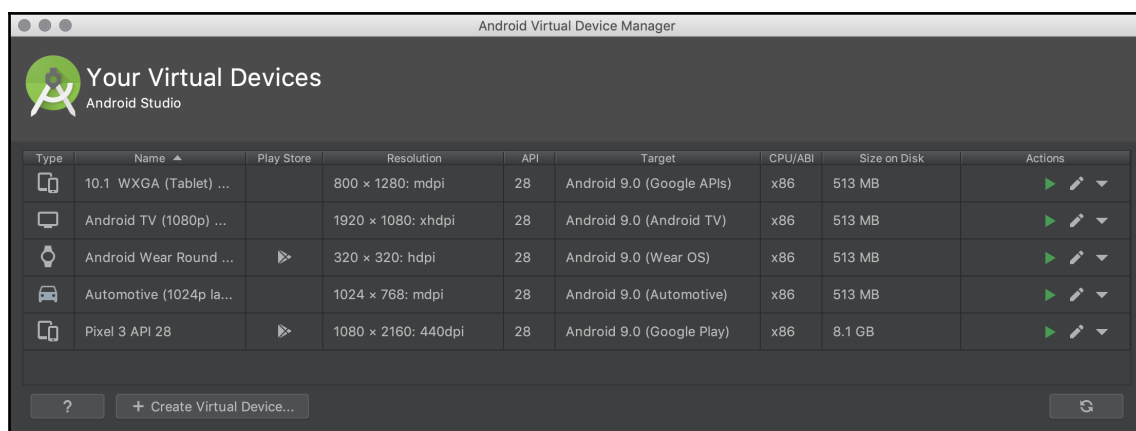 Android Virtual Device Manager
Your Virtual Devices
Android Studio
Type Name Play Store Resolution API Target CPU/ABI Size on Disk Actions
10.1 WXGA (Tablet) ... 800 × 1280: mdpi 28 Android 9.0 (Google APIs) x86 513 MB
Android TV (1080p) ... 1920 × 1080: xhdpi 28 Android 9.0 (Android TV) x86 513 MB
Android Wear Round ... 320 × 320: hdpi 28 Android 9.0 (Wear OS) x86 513 MB
Automotive (1024p la... 1024 × 768: mdpi 28 Android 9.0 (Automotive) x86 513 MB
Pixel 3 API 28 1080 × 2160: 440dpi 28 Android 9.0 (Google Play) x86 8.1 GB
? + Create Virtual Device...